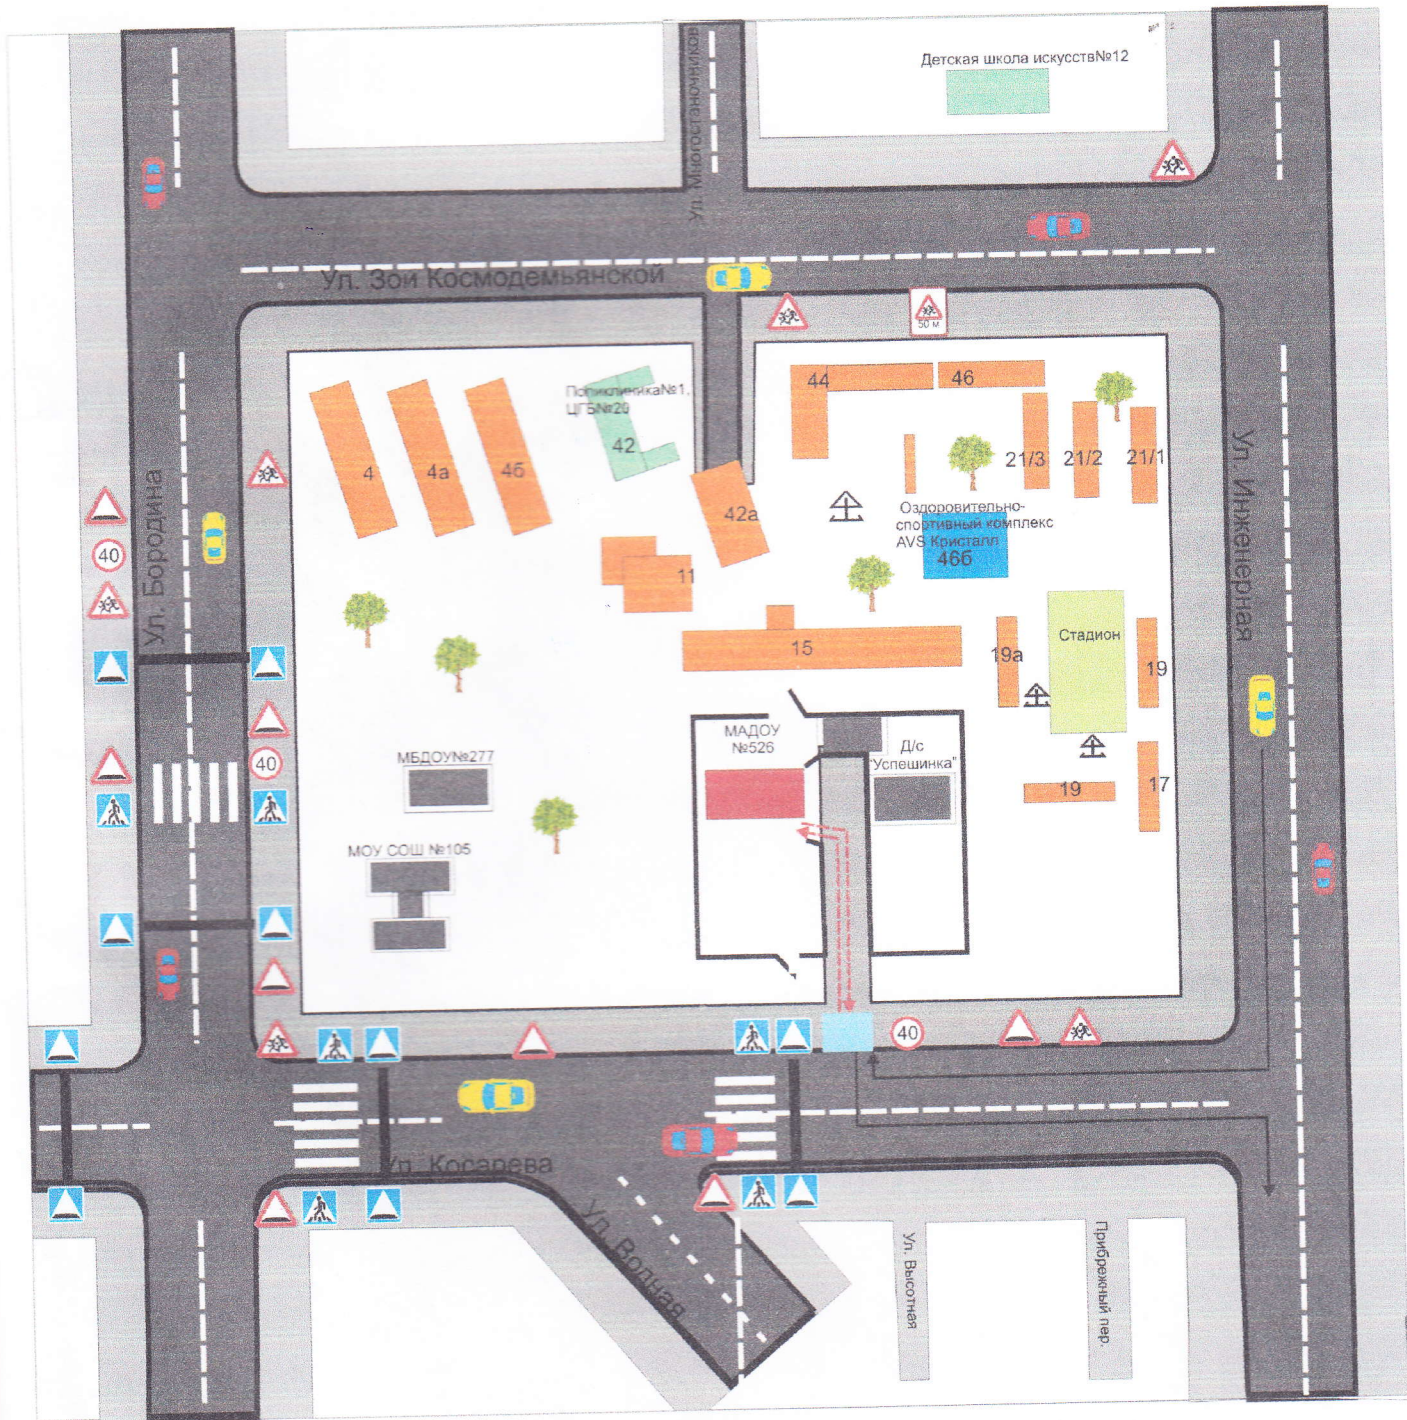 Детская школа искусств№12
Ул. Многостаночников
Ул. Зои Космодемьянской
50 м
44
46
Поликлиника№1,
ЦГБ№20
42
4
4а
4б
42а
21/3
21/2
21/1
Оздоровительно-
спортивный комплекс
AVS Кристалл
46б
Ул. Бородина
Ул. Инженерная
40
11
15
19а
Стадион
19
МАДОУ
№526
Д/с
"Успешинка"
МБДОУ№277
40
19
17
МОУ СОШ №105
40
Ул. Косарева
Ул. Водная
Ул. Высотная
Прибрежный пер.